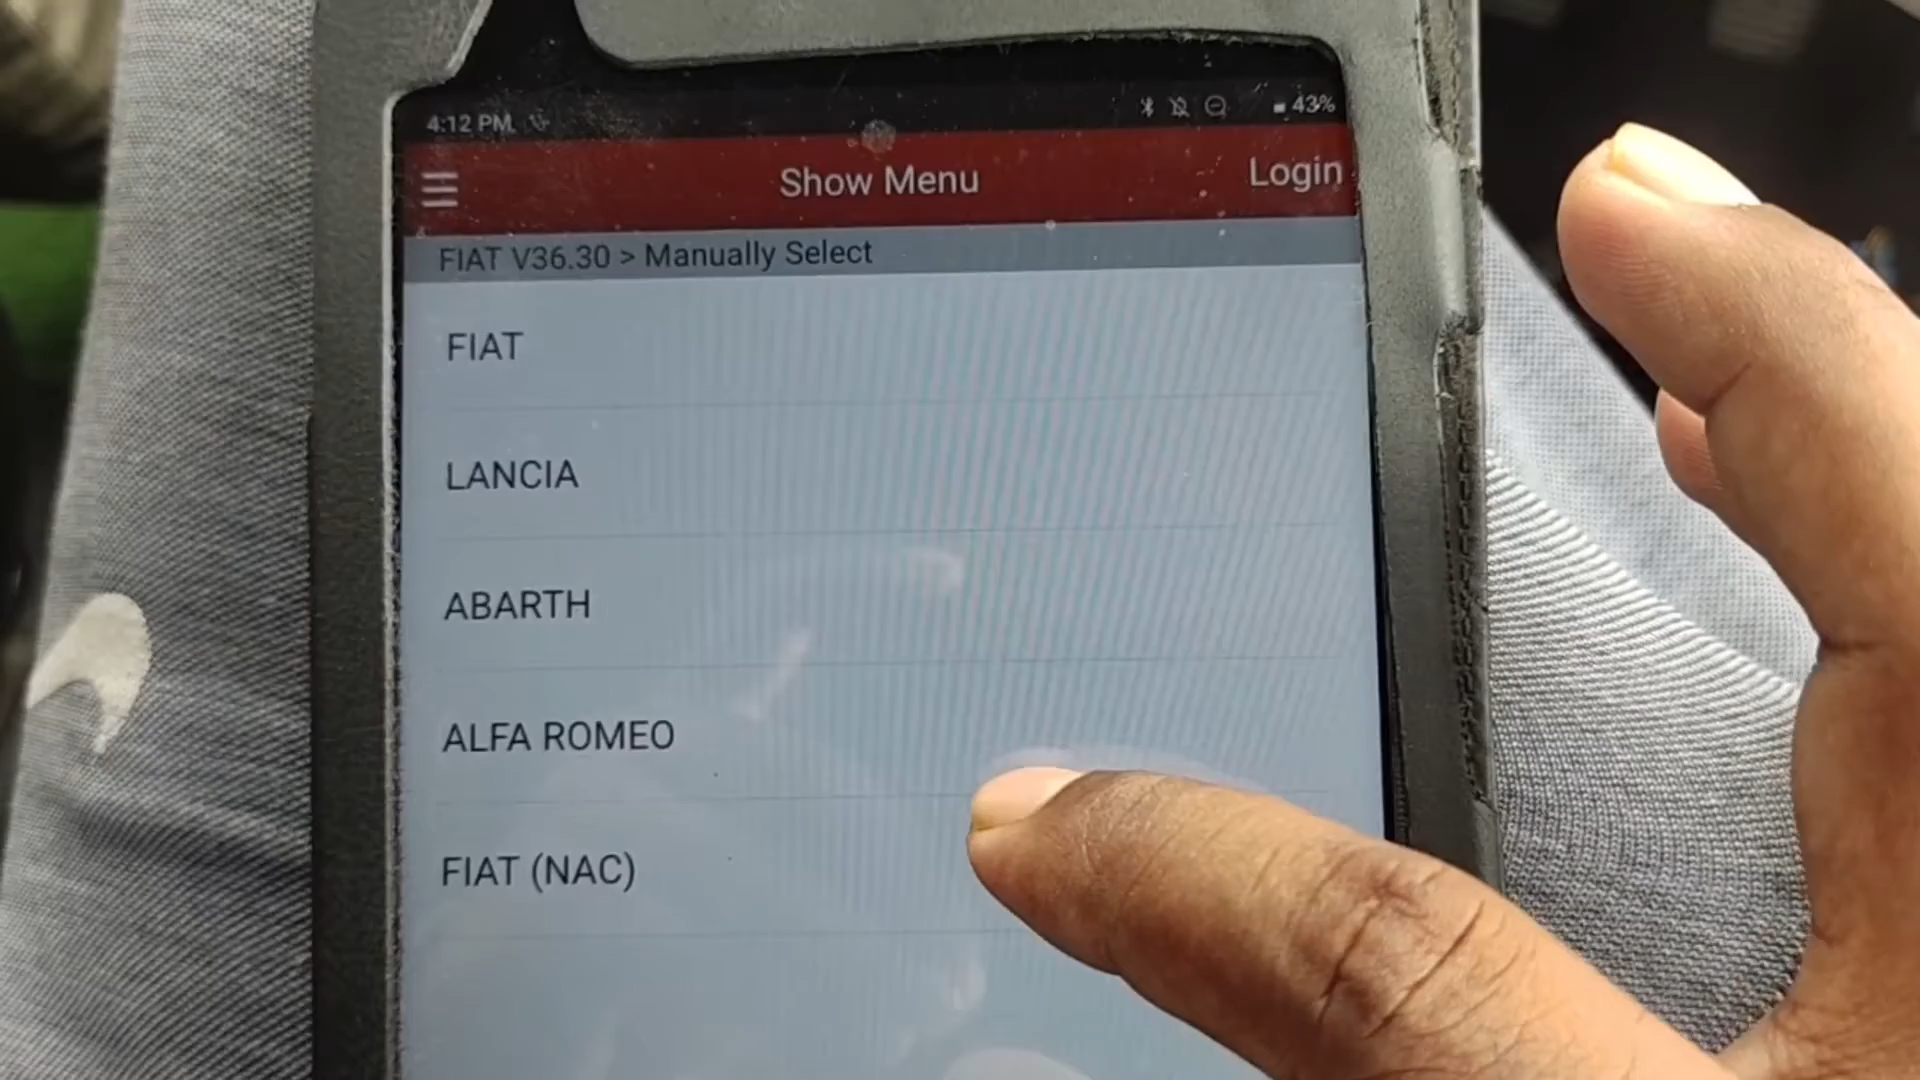 4:12 PM
43%
Show Menu
Login
FIAT V36.30 > Manually Select
FIAT
LANCIA
ABARTH
ALFA ROMEO
FIAT (NAC)